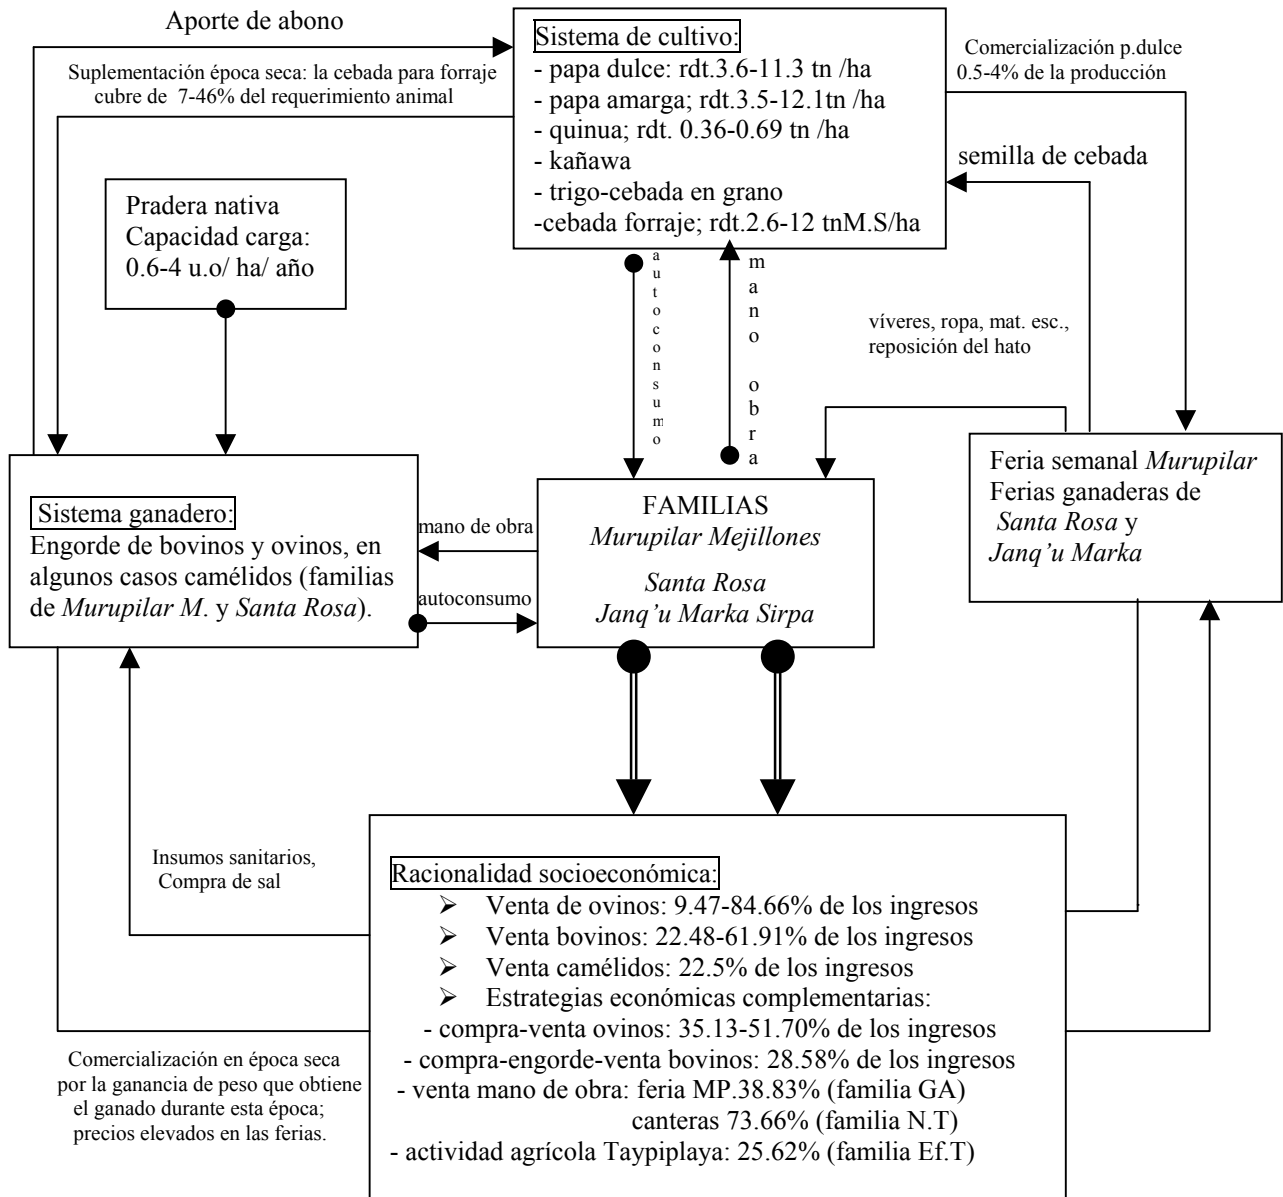 Aporte de abono
Suplementación época seca: la cebada para forraje
cubre de 7-46% del requerimiento animal
Sistema de cultivo:
- papa dulce: rdt.3.6-11.3 tn /ha
- papa amarga; rdt.3.5-12.1tn /ha
- quinua; rdt. 0.36-0.69 tn /ha
- kañawa
- trigo-cebada en grano
-cebada forraje; rdt.2.6-12 tnM.S/ha
Comercialización p.dulce
0.5-4% de la producción
semilla de cebada
Pradera nativa
Capacidad carga:
0.6-4 u.o/ ha/ año
autoconsumo
mano obra
víveres, ropa, mat. esc.,
reposición del hato
Sistema ganadero:
Engorde de bovinos y ovinos, en
algunos casos camélidos (familias
de Murupilar M. y Santa Rosa).
mano de obra
autoconsumo
FAMILIAS
Murupilar Mejillones
Santa Rosa
Janq’u Marka Sirpa
Feria semanal Murupilar
Ferias ganaderas de
Santa Rosa y
Janq’u Marka
Insumos sanitarios,
Compra de sal
Comercialización en época seca
por la ganancia de peso que obtiene
el ganado durante esta época;
precios elevados en las ferias.
Racionalidad socioeconómica:
➢ Venta de ovinos: 9.47-84.66% de los ingresos
➢ Venta bovinos: 22.48-61.91% de los ingresos
➢ Venta camélidos: 22.5% de los ingresos
➢ Estrategias económicas complementarias:
- compra-venta ovinos: 35.13-51.70% de los ingresos
- compra-engorde-venta bovinos: 28.58% de los ingresos
- venta mano de obra: feria MP.38.83% (familia GA)
canteras 73.66% (familia N.T)
- actividad agrícola Taypiplaya: 25.62% (familia Ef.T)